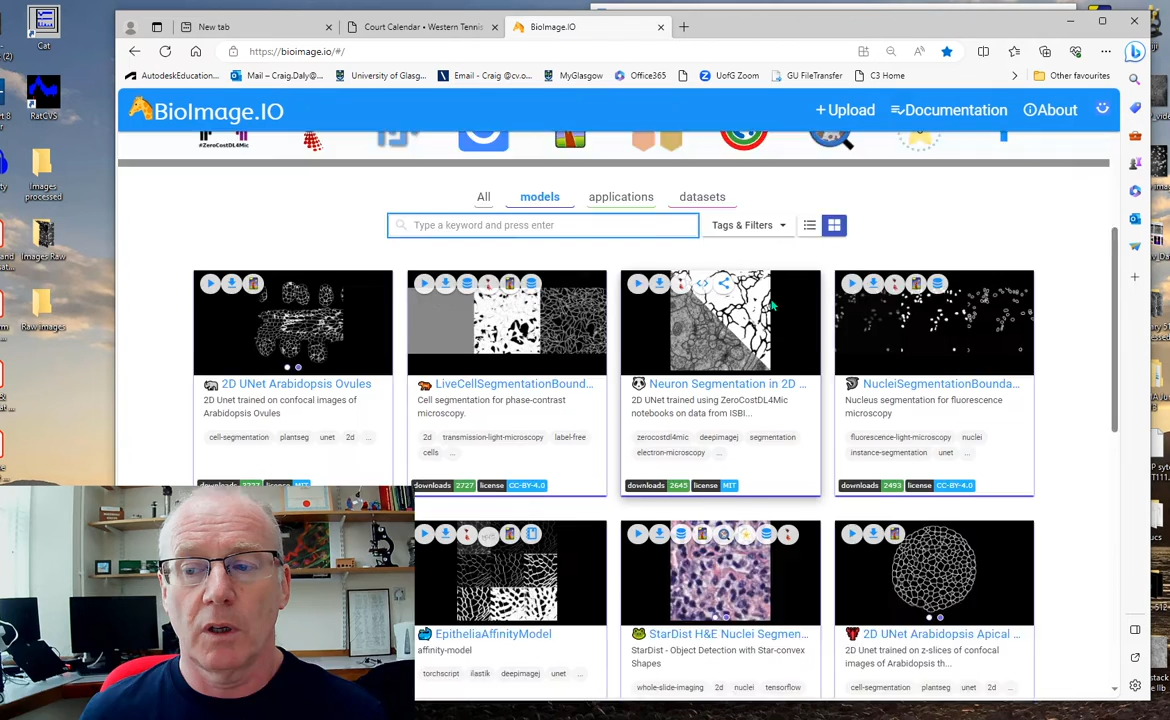 Cat
(2)
RatCVS
Images processed
and
Images Raw
Raw images
New tab
Court Calendar • Western Tennis
BioImage.IO
https://bioimage.io/#/
AutodeskEducation...
Mail – Craig.Daly@...
University of Glasg...
Email - Craig @cv.o...
MyGlasgow
Office365
UofG Zoom
GU FileTransfer
C3 Home
Other favourites
BioImage.IO
+ Upload
Documentation
About
#ZeroCostDL4Mic
All
models
applications
datasets
Type a keyword and press enter
Tags & Filters
2D UNet Arabidopsis Ovules
2D Unet trained on confocal images of
Arabidopsis Ovules
cell-segmentation plantseg unet 2d ...
downloads 3277 license MIT
LiveCellSegmentationBound...
Cell segmentation for phase-contrast
microscopy.
2d transmission-light-microscopy label-free
cells ...
downloads 2727 license CC-BY-4.0
Neuron Segmentation in 2D ...
2D UNet trained using ZeroCostDL4Mic
notebooks on data from ISBI...
zerocostdl4mic deepimagej segmentation
electron-microscopy ...
downloads 2645 license MIT
NucleiSegmentationBounda...
Nucleus segmentation for fluorescence
microscopy
fluorescence-light-microscopy nuclei
instance-segmentation unet ...
downloads 2493 license CC-BY-4.0
EpitheliaAffinityModel
affinity-model
torchscript ilastik deepimagej unet ...
StarDist H&E Nuclei Segmen...
StarDist - Object Detection with Star-convex
Shapes
whole-slide-imaging 2d nuclei tensorflow
2D UNet Arabidopsis Apical ...
2D UNet trained on z-slices of confocal
images of Arabidopsis th...
cell-segmentation plantseg unet 2d ...